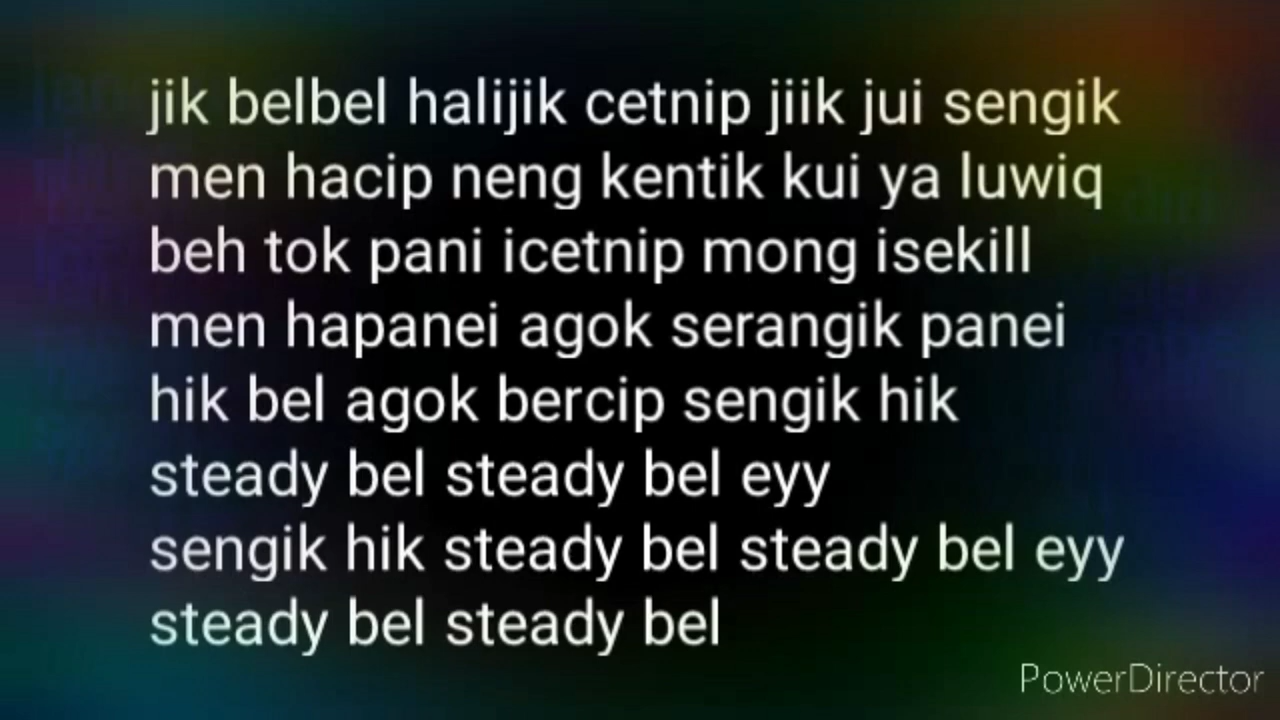 jik belbel halijik cetnip jiik jui sengik
men hacip neng kentik kui ya luwiq
beh tok pani icetnip mong isekill
men hapanei agok serangik panei
hik bel agok bercip sengik hik
steady bel steady bel eyy
sengik hik steady bel steady bel eyy
steady bel steady bel
PowerDirector